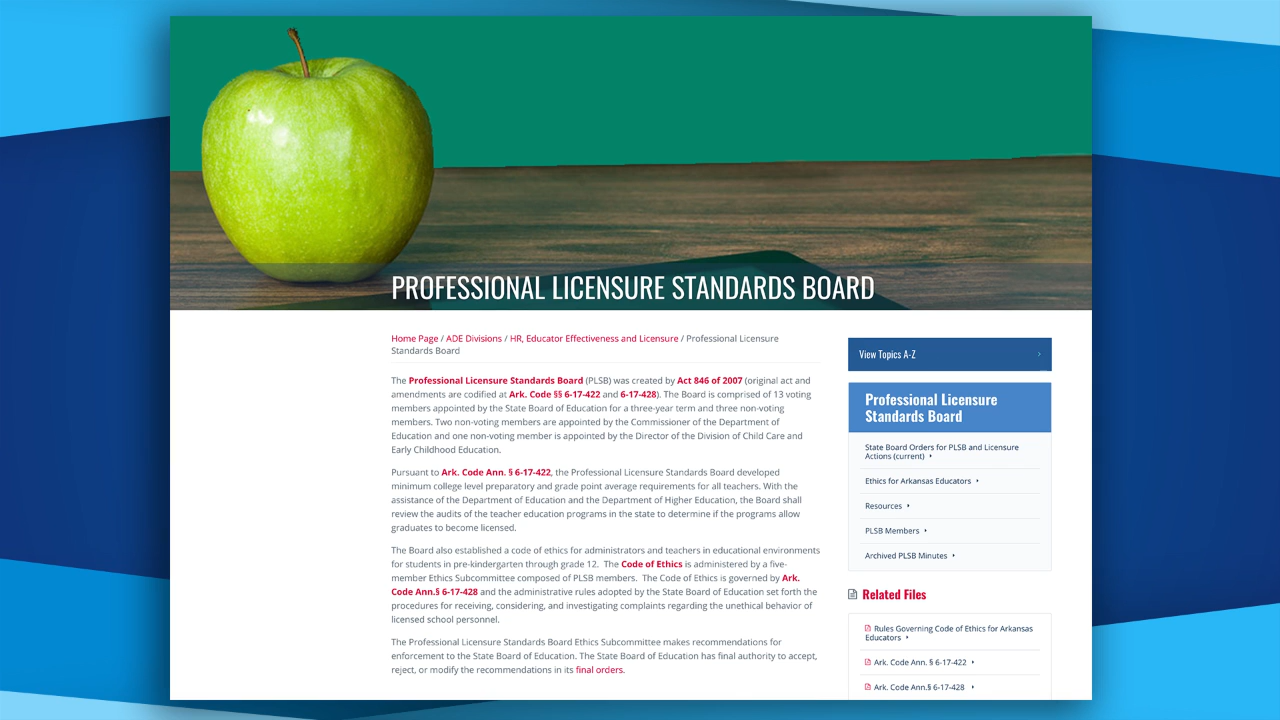 PROFESSIONAL LICENSURE STANDARDS BOARD
Home Page / ADE Divisions / HR, Educator Effectiveness and Licensure / Professional Licensure
Standards Board
The Professional Licensure Standards Board (PLSB) was created by Act 846 of 2007 (original act and
amendments are codified at Ark. Code §§ 6-17-422 and 6-17-428). The Board is comprised of 13 voting
members appointed by the State Board of Education for a three-year term and three non-voting
members. Two non-voting members are appointed by the Commissioner of the Department of
Education and one non-voting member is appointed by the Director of the Division of Child Care and
Early Childhood Education.
Pursuant to Ark. Code Ann. § 6-17-422, the Professional Licensure Standards Board developed
minimum college level preparatory and grade point average requirements for all teachers. With the
assistance of the Department of Education and the Department of Higher Education, the Board shall
review the audits of the teacher education programs in the state to determine if the programs allow
graduates to become licensed.
The Board also established a code of ethics for administrators and teachers in educational environments
for students in pre-kindergarten through grade 12. The Code of Ethics is administered by a five-
member Ethics Subcommittee composed of PLSB members. The Code of Ethics is governed by Ark.
Code Ann.§ 6-17-428 and the administrative rules adopted by the State Board of Education set forth the
procedures for receiving, considering, and investigating complaints regarding the unethical behavior of
licensed school personnel.
The Professional Licensure Standards Board Ethics Subcommittee makes recommendations for
enforcement to the State Board of Education. The State Board of Education has final authority to accept,
reject, or modify the recommendations in its final orders.
View Topics A-Z
Professional Licensure
Standards Board
State Board Orders for PLSB and Licensure
Actions (current)
Ethics for Arkansas Educators
Resources
PLSB Members
Archived PLSB Minutes
Related Files
Rules Governing Code of Ethics for Arkansas
Educators
Ark. Code Ann. § 6-17-422
Ark. Code Ann.§ 6-17-428